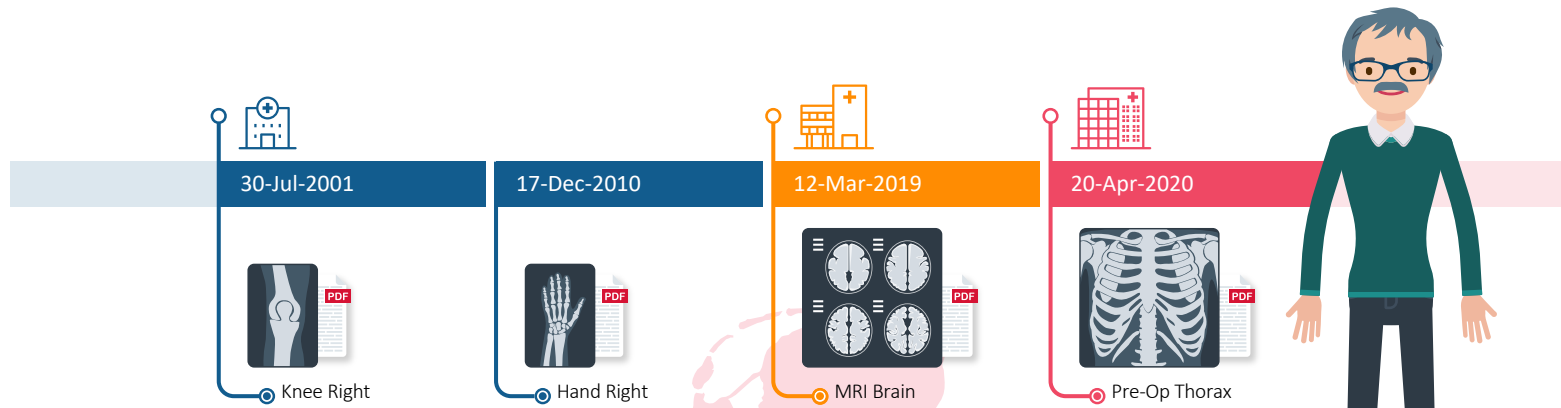 30-Jul-2001
17-Dec-2010
12-Mar-2019
20-Apr-2020
PDF
PDF
PDF
PDF
Knee Right
Hand Right
MRI Brain
Pre-Op Thorax
D